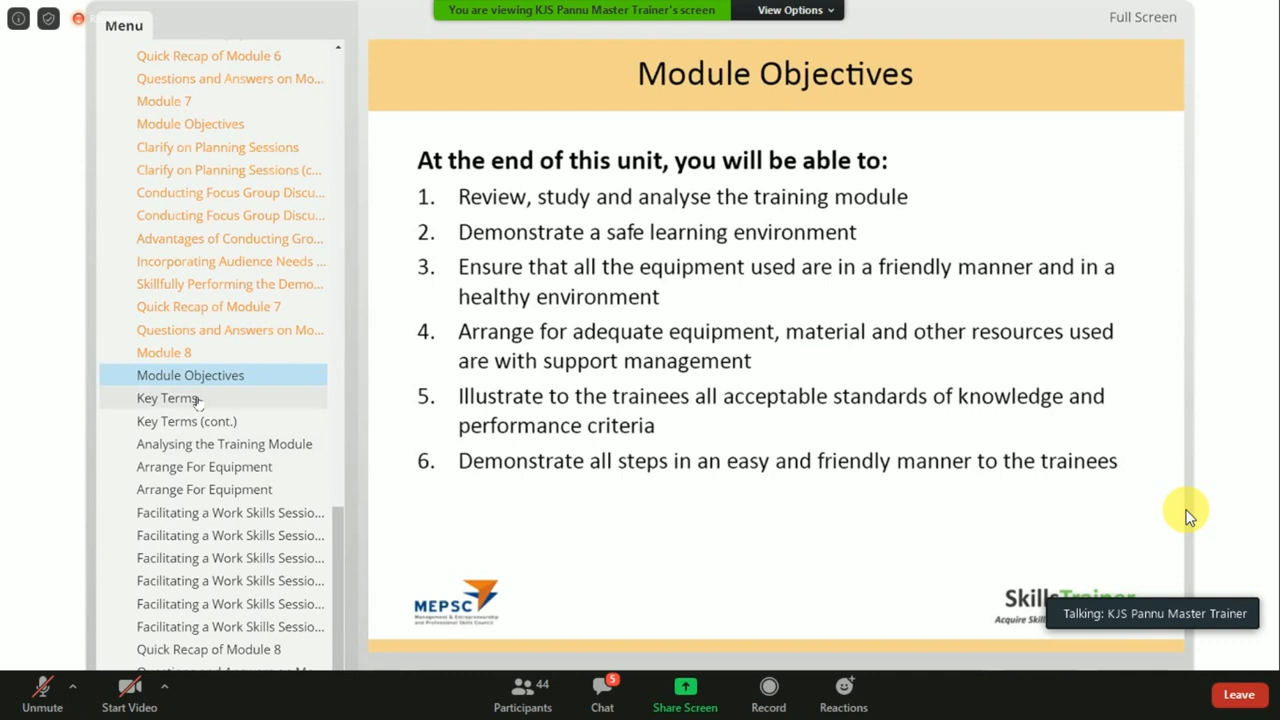 You are viewing KJS Pannu Master Trainer's screen
View Options
Menu
Full Screen
Quick Recap of Module 6
Questions and Answers on Mo...
Module 7
Module Objectives
Clarify on Planning Sessions
Clarify on Planning Sessions (c...
Conducting Focus Group Discu...
Conducting Focus Group Discu...
Advantages of Conducting Gro...
Incorporating Audience Needs ...
Skillfully Performing the Demo...
Quick Recap of Module 7
Questions and Answers on Mo...
Module 8
Module Objectives
Key Terms
Key Terms (cont.)
Analysing the Training Module
Arrange For Equipment
Arrange For Equipment
Facilitating a Work Skills Sessio...
Facilitating a Work Skills Sessio...
Facilitating a Work Skills Sessio...
Facilitating a Work Skills Sessio...
Facilitating a Work Skills Sessio...
Facilitating a Work Skills Sessio...
Quick Recap of Module 8
Module Objectives
At the end of this unit, you will be able to:
1. Review, study and analyse the training module
2. Demonstrate a safe learning environment
3. Ensure that all the equipment used are in a friendly manner and in a
healthy environment
4. Arrange for adequate equipment, material and other resources used
are with support management
5. Illustrate to the trainees all acceptable standards of knowledge and
performance criteria
6. Demonstrate all steps in an easy and friendly manner to the trainees
MEPSC
Management & Entrepreneurship
and Professional Skills Council
SkillsTrainer
Acquire
Talking: KJS Pannu Master Trainer
Unmute
Start Video
44
Participants
5
Chat
Share Screen
Record
Reactions
Leave